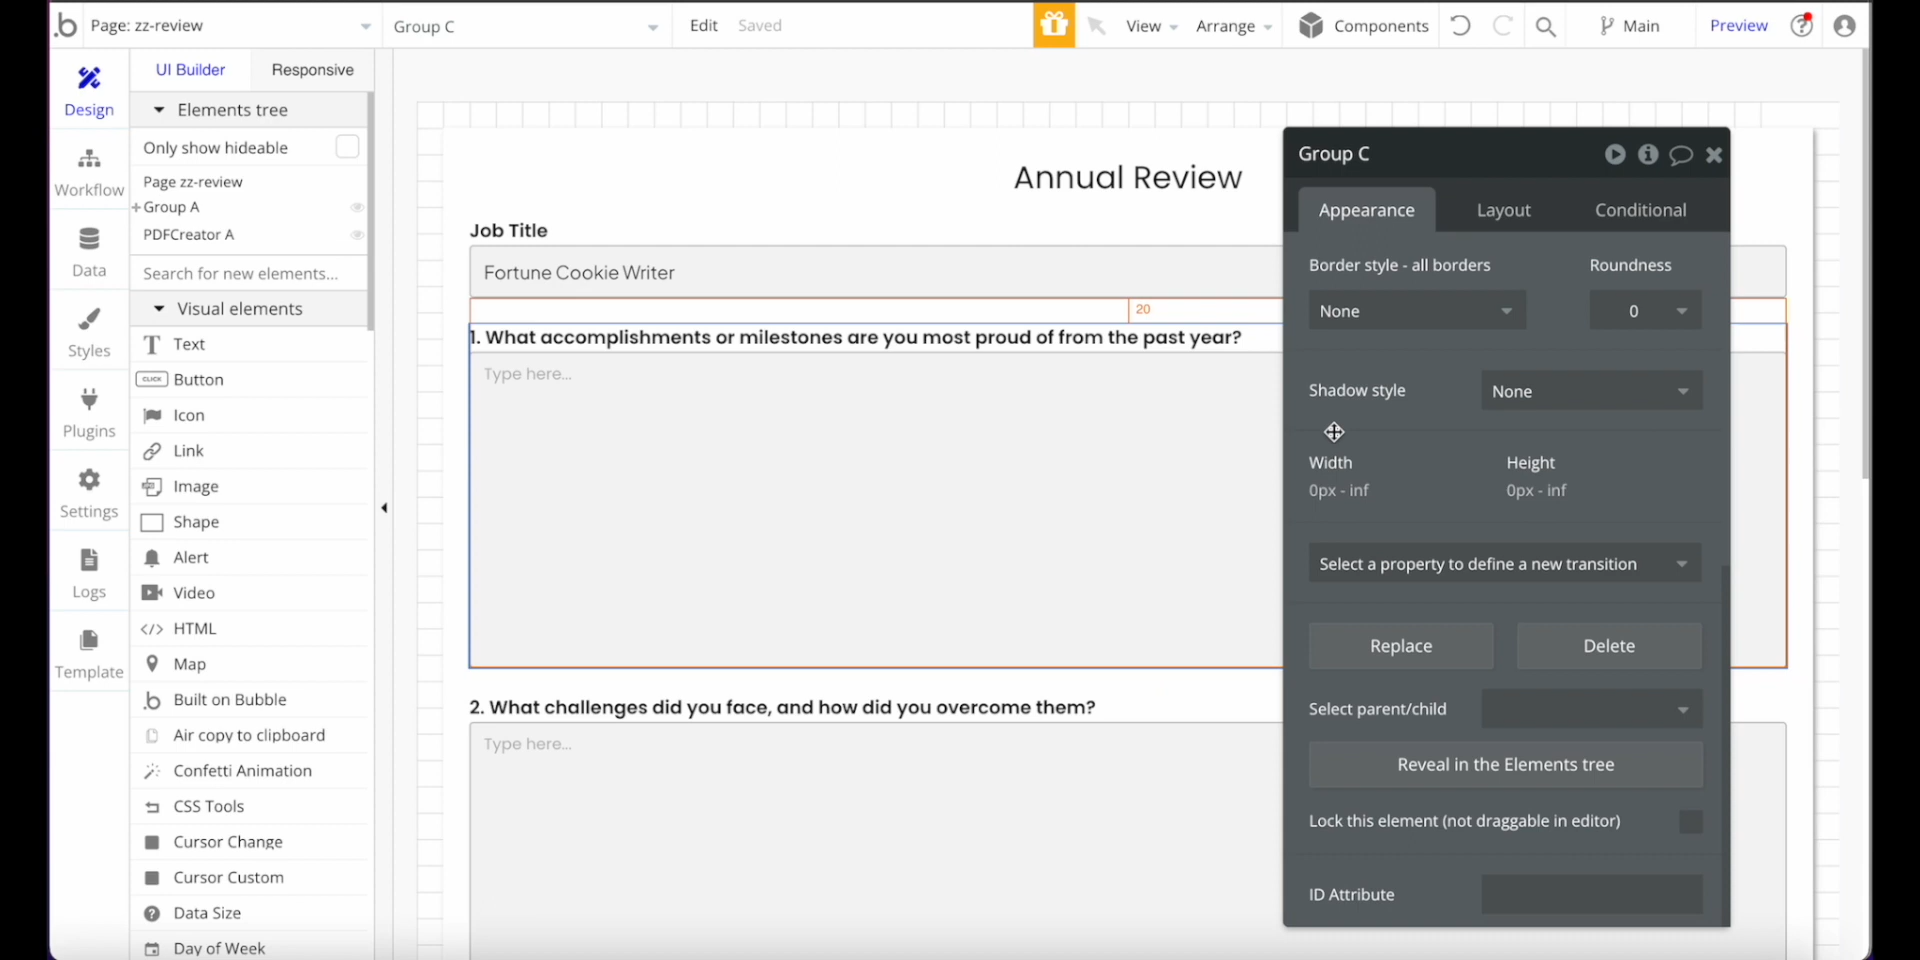 .b Page: zz-review
Group C
Edit
Saved
View
Arrange
Components
Main
Preview
Design
Workflow
Data
Styles
Plugins
Settings
Logs
Template
UI Builder
Responsive
Elements tree
Only show hideable
Page zz-review
+Group A
PDFCreator A
Search for new elements...
Visual elements
Text
CLICK Button
Icon
Link
Image
Shape
Alert
Video
</> HTML
Map
Built on Bubble
Air copy to clipboard
Confetti Animation
CSS Tools
Cursor Change
Cursor Custom
Data Size
Day of Week
Annual Review
Job Title
Fortune Cookie Writer
20
1. What accomplishments or milestones are you most proud of from the past year?
Type here...
2. What challenges did you face, and how did you overcome them?
Type here...
Group C
Appearance
Layout
Conditional
Border style - all borders
Roundness
None
0
Shadow style
None
Width
Height
0px - inf
0px - inf
Select a property to define a new transition
Replace
Delete
Select parent/child
Reveal in the Elements tree
Lock this element (not draggable in editor)
ID Attribute